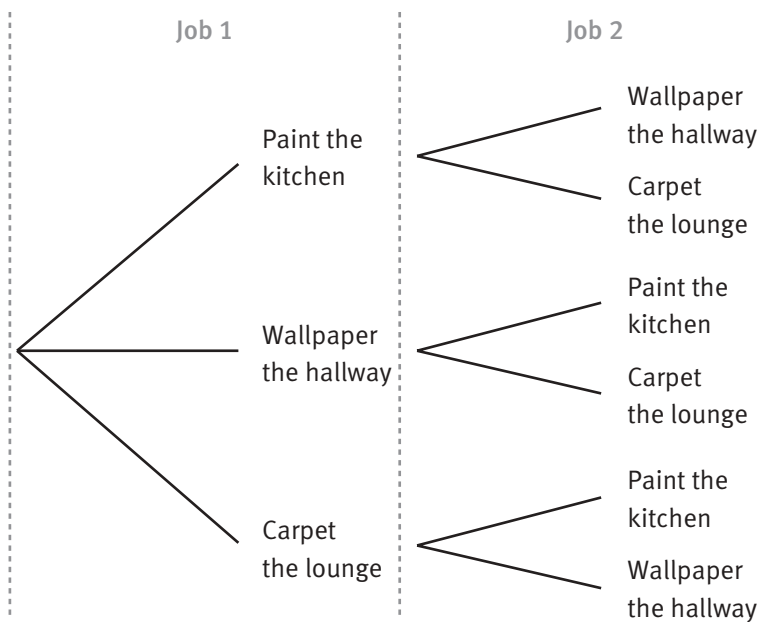 Job 1
Job 2
Paint the
kitchen
Wallpaper
the hallway
Carpet
the lounge
Wallpaper
the hallway
Carpet
the lounge
Paint the
kitchen
Carpet
the lounge
Paint the
kitchen
Wallpaper
the hallway